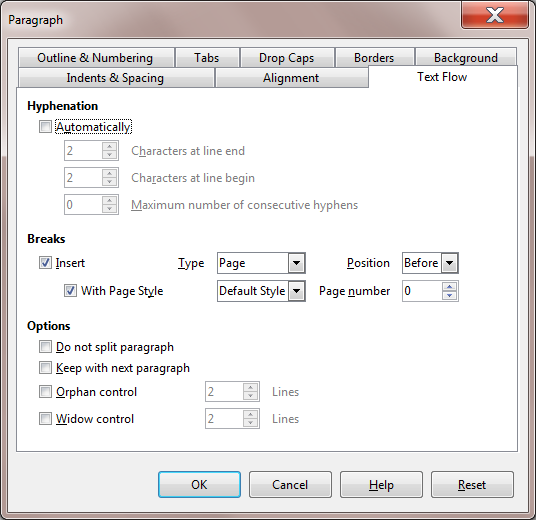 Paragraph
Outline & Numbering Tabs Drop Caps Borders Background
Indents & Spacing Alignment Text Flow
Hyphenation
Automatically
2 Characters at line end
2 Characters at line begin
0 Maximum number of consecutive hyphens
Breaks
Insert Type Page Position Before
With Page Style Default Style Page number 0
Options
Do not split paragraph
Keep with next paragraph
Orphan control 2 Lines
Widow control 2 Lines
OK Cancel Help Reset